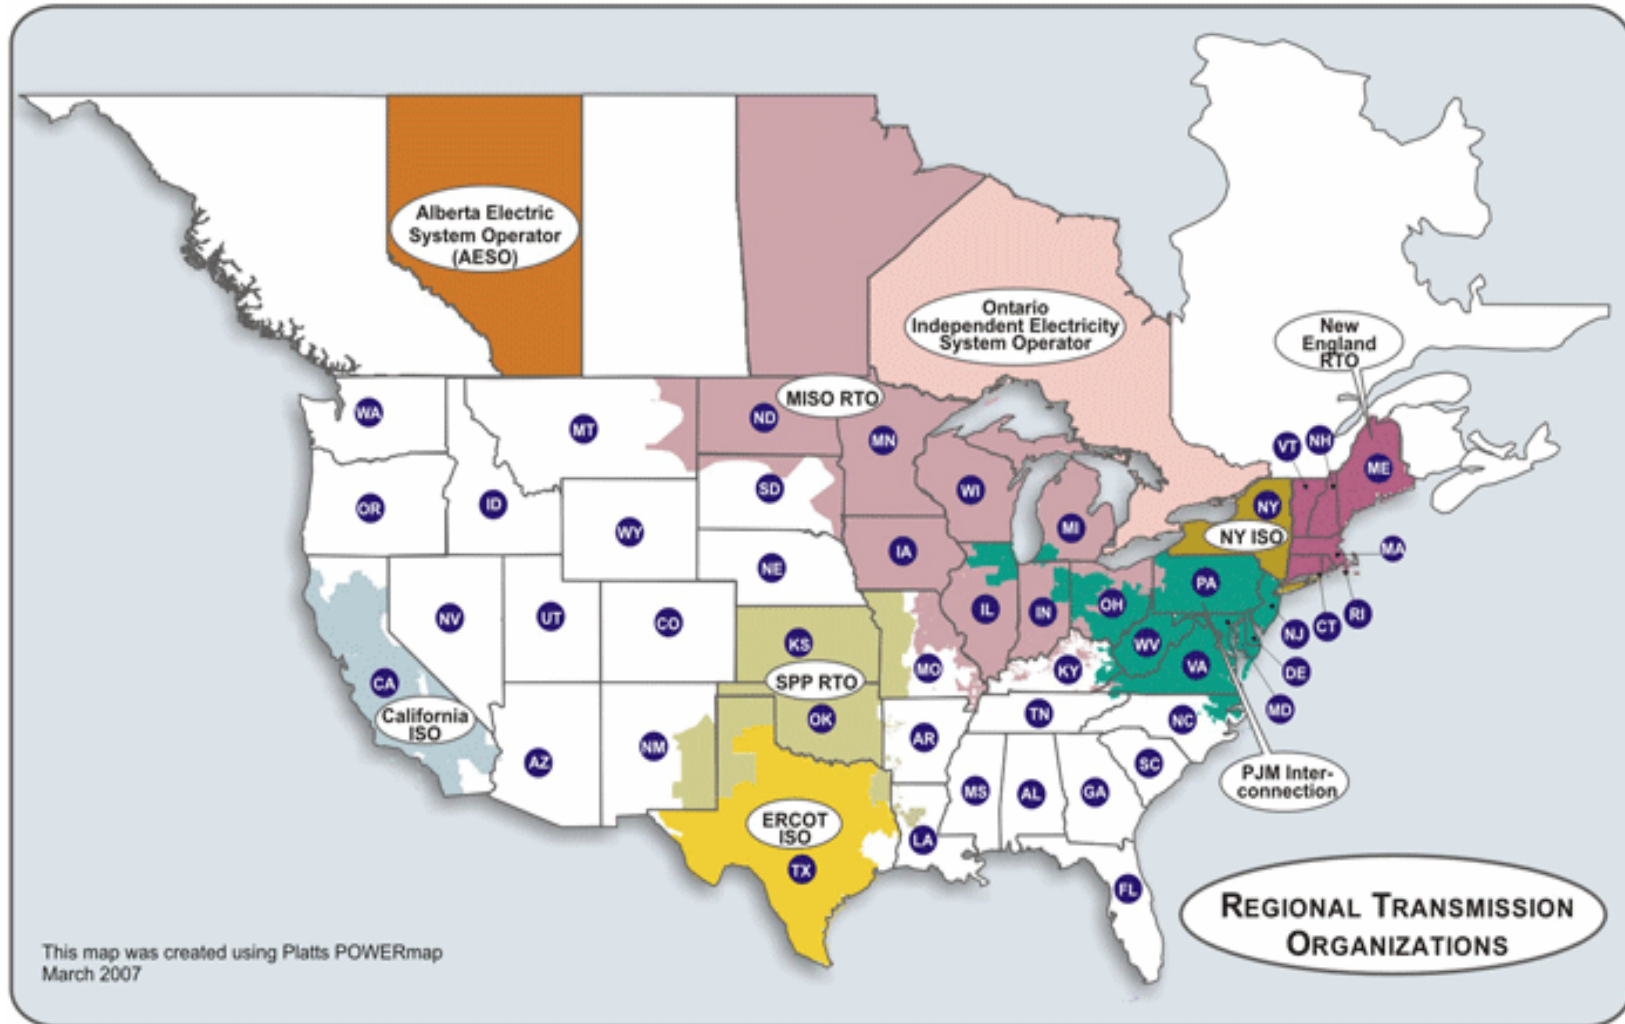 Alberta Electric
System Operator
(AESO)
Ontario
Independent Electricity
System Operator
New
England
RTO
MISO RTO
WA
MT
ND
MN
VT
NH
ME
OR
ID
SD
WI
MI
NY
NY ISO
WY
MA
IA
NE
PA
NV
UT
CO
KS
IL
IN
OH
RI
CT
NJ
WV
VA
DE
MO
KY
SPP RTO
CA
California
ISO
MD
OK
TN
NC
AZ
NM
AR
SC
PJM Inter-
connection
MS
AL
GA
ERCOT
ISO
LA
TX
FL
REGIONAL TRANSMISSION
ORGANIZATIONS
This map was created using Platts POWERmap
March 2007